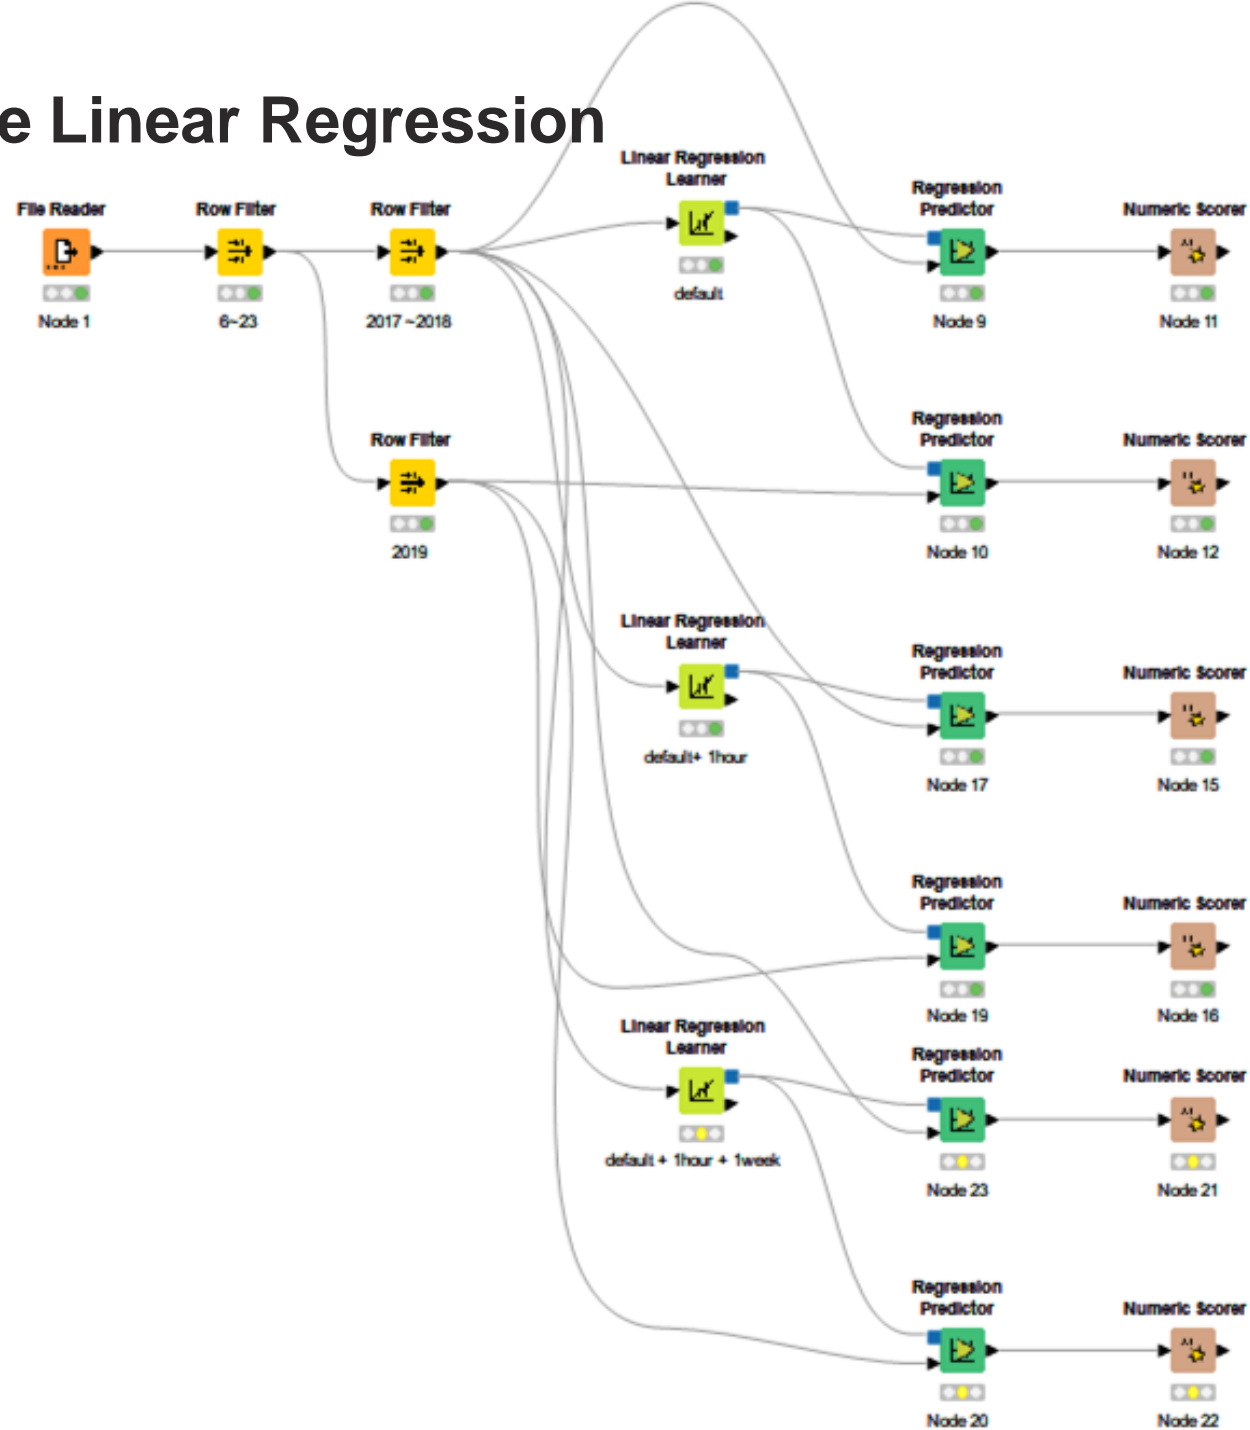 e Linear Regression
Linear Regression
Learner
Regression
Predictor
File Reader
Row Filter
Row Filter
Numeric Scorer
default
Node 1
6~23
2017 ~2018
Node 9
Node 11
Regression
Predictor
Row Filter
Numeric Scorer
2019
Node 10
Node 12
Linear Regression
Learner
Regression
Predictor
Numeric Scorer
default+ 1hour
Node 17
Node 15
Regression
Predictor
Numeric Scorer
Node 19
Node 16
Linear Regression
Learner
Regression
Predictor
Numeric Scorer
default + 1hour + 1week
Node 23
Node 21
Regression
Predictor
Numeric Scorer
Node 20
Node 22